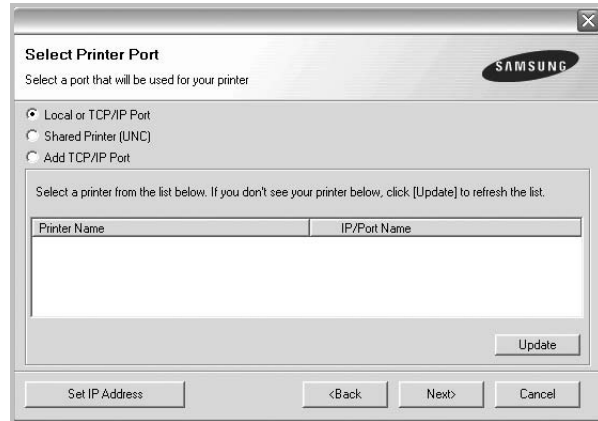 Select Printer Port
Select a port that will be used for your printer
SAMSUNG
Local or TCP/IP Port
Shared Printer (UNC)
Add TCP/IP Port
Select a printer from the list below. If you don't see your printer below, click [Update] to refresh the list.
Printer Name IP/Port Name
Update
Set IP Address <Back Next> Cancel